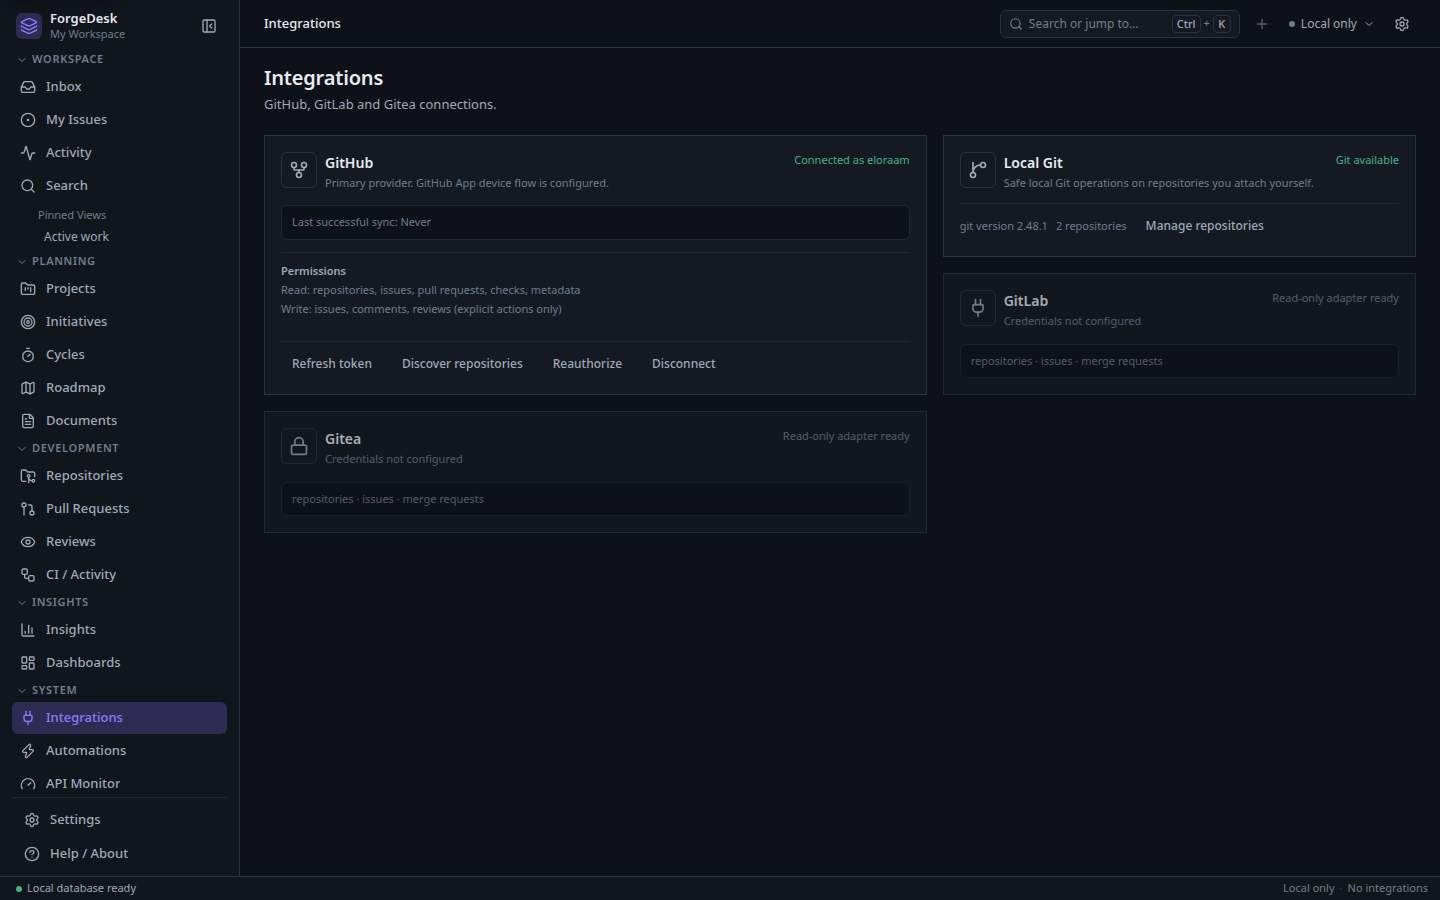 ForgeDesk
My Workspace
WORKSPACE
Inbox
My Issues
Activity
Search
Pinned Views
Active work
PLANNING
Projects
Initiatives
Cycles
Roadmap
Documents
DEVELOPMENT
Repositories
Pull Requests
Reviews
CI / Activity
INSIGHTS
Insights
Dashboards
SYSTEM
Integrations
Automations
API Monitor
Settings
Help / About
Integrations
Search or jump to... Ctrl + K
Local only
Integrations
GitHub, GitLab and Gitea connections.
GitHub
Connected as eloraam
Primary provider. GitHub App device flow is configured.
Last successful sync: Never
Permissions
Read: repositories, issues, pull requests, checks, metadata
Write: issues, comments, reviews (explicit actions only)
Refresh token Discover repositories Reauthorize Disconnect
Local Git
Git available
Safe local Git operations on repositories you attach yourself.
git version 2.48.1 2 repositories Manage repositories
GitLab
Read-only adapter ready
Credentials not configured
repositories · issues · merge requests
Gitea
Read-only adapter ready
Credentials not configured
repositories · issues · merge requests
Local database ready
Local only · No integrations